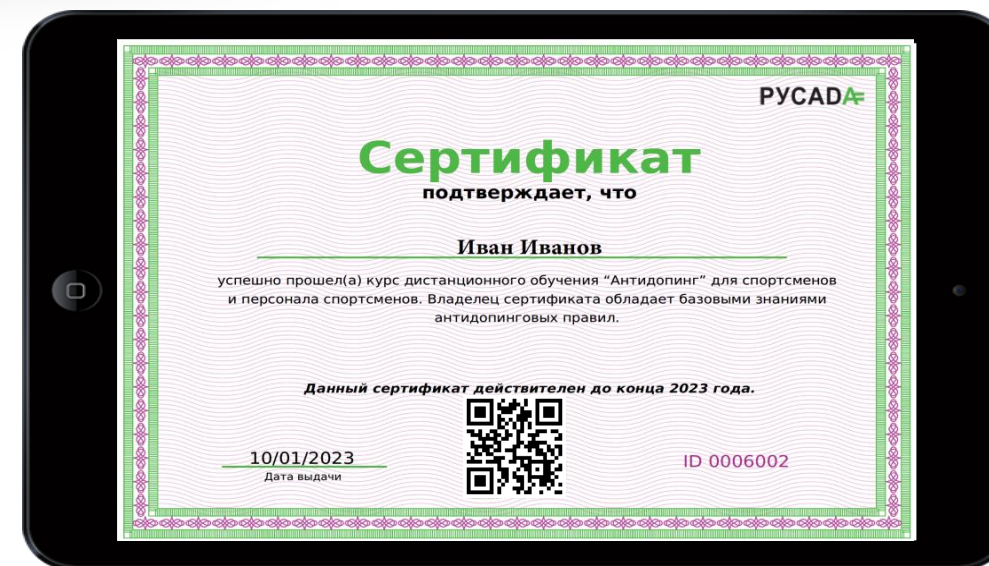 РУСАDA
Сертификат
подтверждает, что
Иван Иванов
успешно прошел(а) курс дистанционного обучения “Антидопинг” для спортсменов
и персонала спортсменов. Владелец сертификата обладает базовыми знаниями
антидопинговых правил.
Данный сертификат действителен до конца 2023 года.
10/01/2023
Дата выдачи
ID 0006002